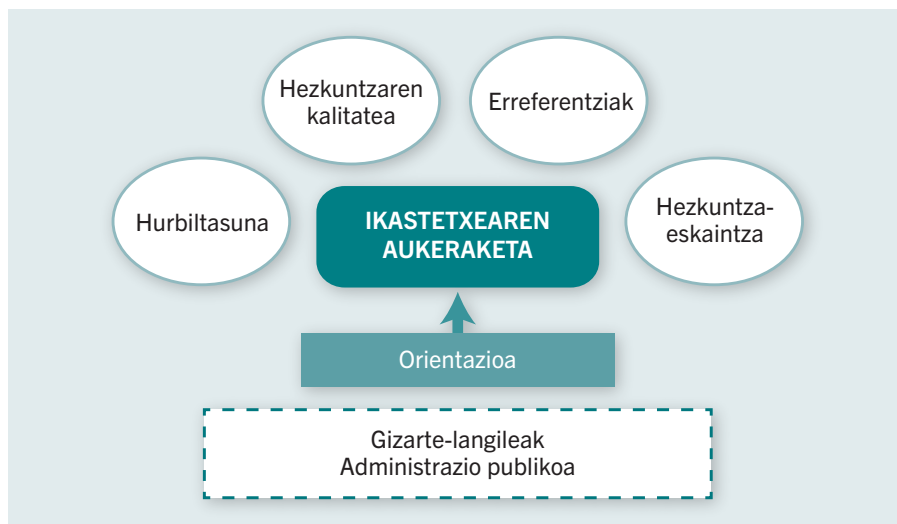 Hezkuntzaren
kalitatea
Erreferentziak
Hurbiltasuna
IKASTETXEAREN
AUKERAKETA
Hezkuntza-
eskaintza
Orientazioa
Gizarte-langileak
Administrazio publikoa